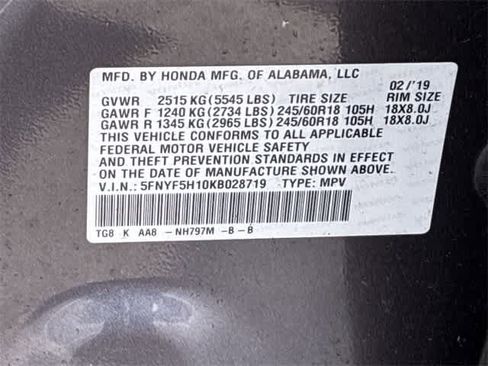 MFD. BY HONDA MFG. OF ALABAMA, LLC 02/'19
GVWR 2515 KG(5545 LBS) TIRE SIZE RIM SIZE
GAWR F 1240 KG(2734 LBS)245/60R18 105H 18X8.0J
GAWR R 1345 KG(2965 LBS)245/60R18 105H 18X8.0J
THIS VEHICLE CONFORMS TO ALL APPLICABLE
FEDERAL MOTOR VEHICLE SAFETY
AND THEFT PREVENTION STANDARDS IN EFFECT
ON THE DATE OF MANUFACTURE SHOWN ABOVE.
V.I.N.: 5FNYF5H10KB028719 TYPE: MPV
TG8 K AA8 -NH797M -B -B